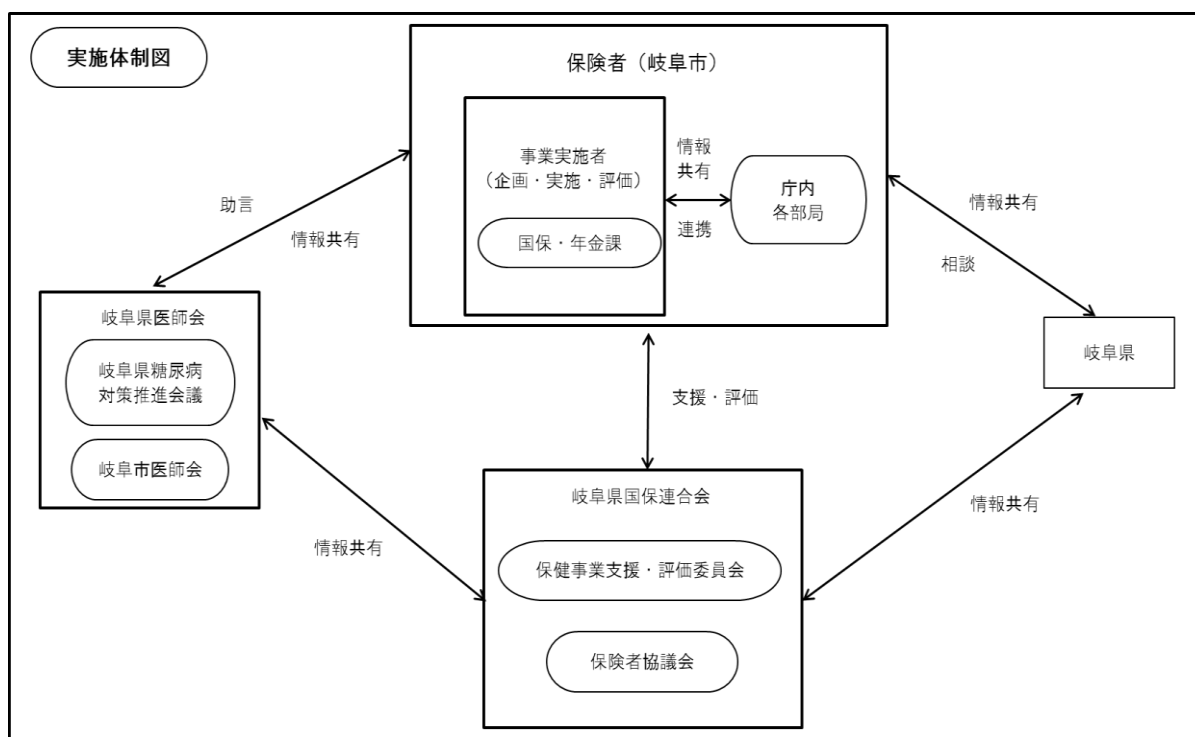 実施体制図
保険者（岐阜市）
事業実施者
（企画・実施・評価）
国保・年金課
情報
共有
連携
庁内
各部局
助言
情報共有
情報共有
相談
岐阜県医師会
岐阜県糖尿病
対策推進会議
岐阜市医師会
岐阜県
支援・評価
岐阜県国保連合会
保健事業支援・評価委員会
保険者協議会
情報共有
情報共有